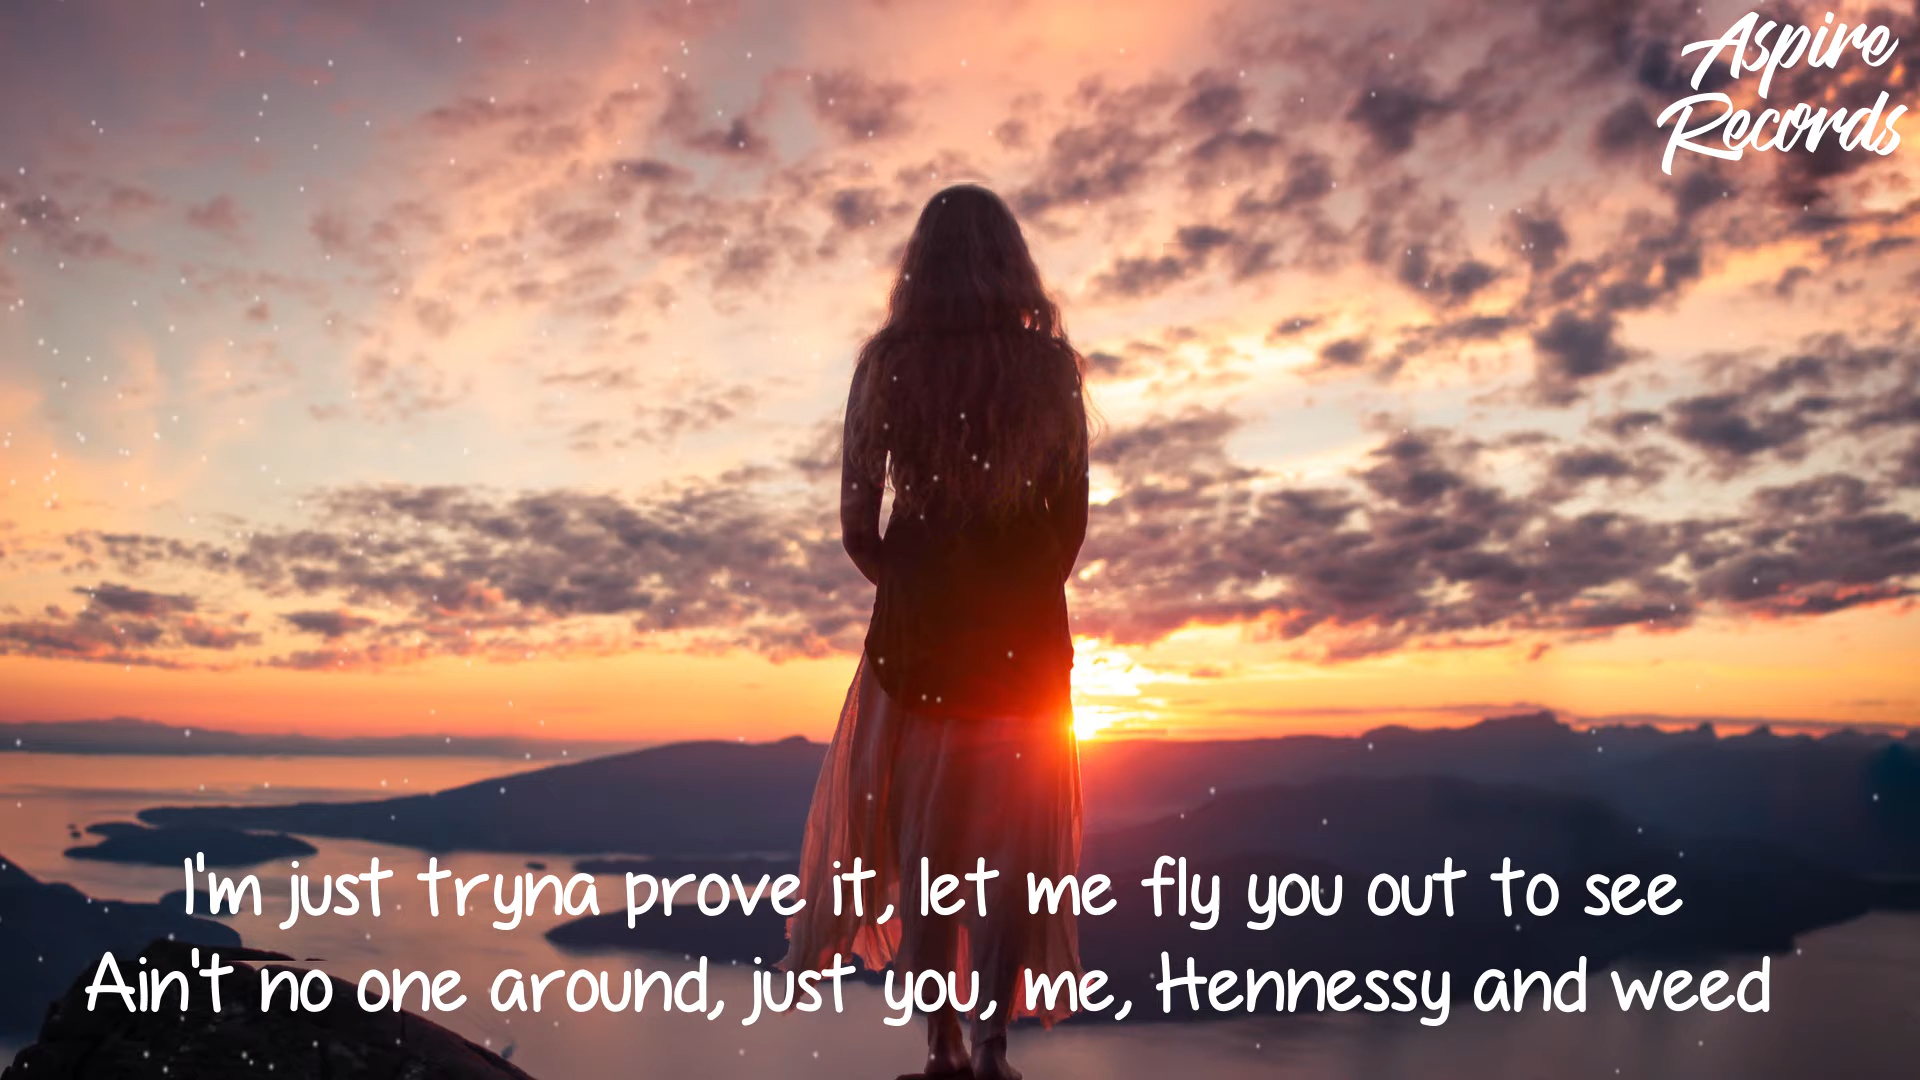 Aspire
Records
I'm just tryna prove it, let me fly you out to see
Ain't no one around, just you, me, Hennessy and weed